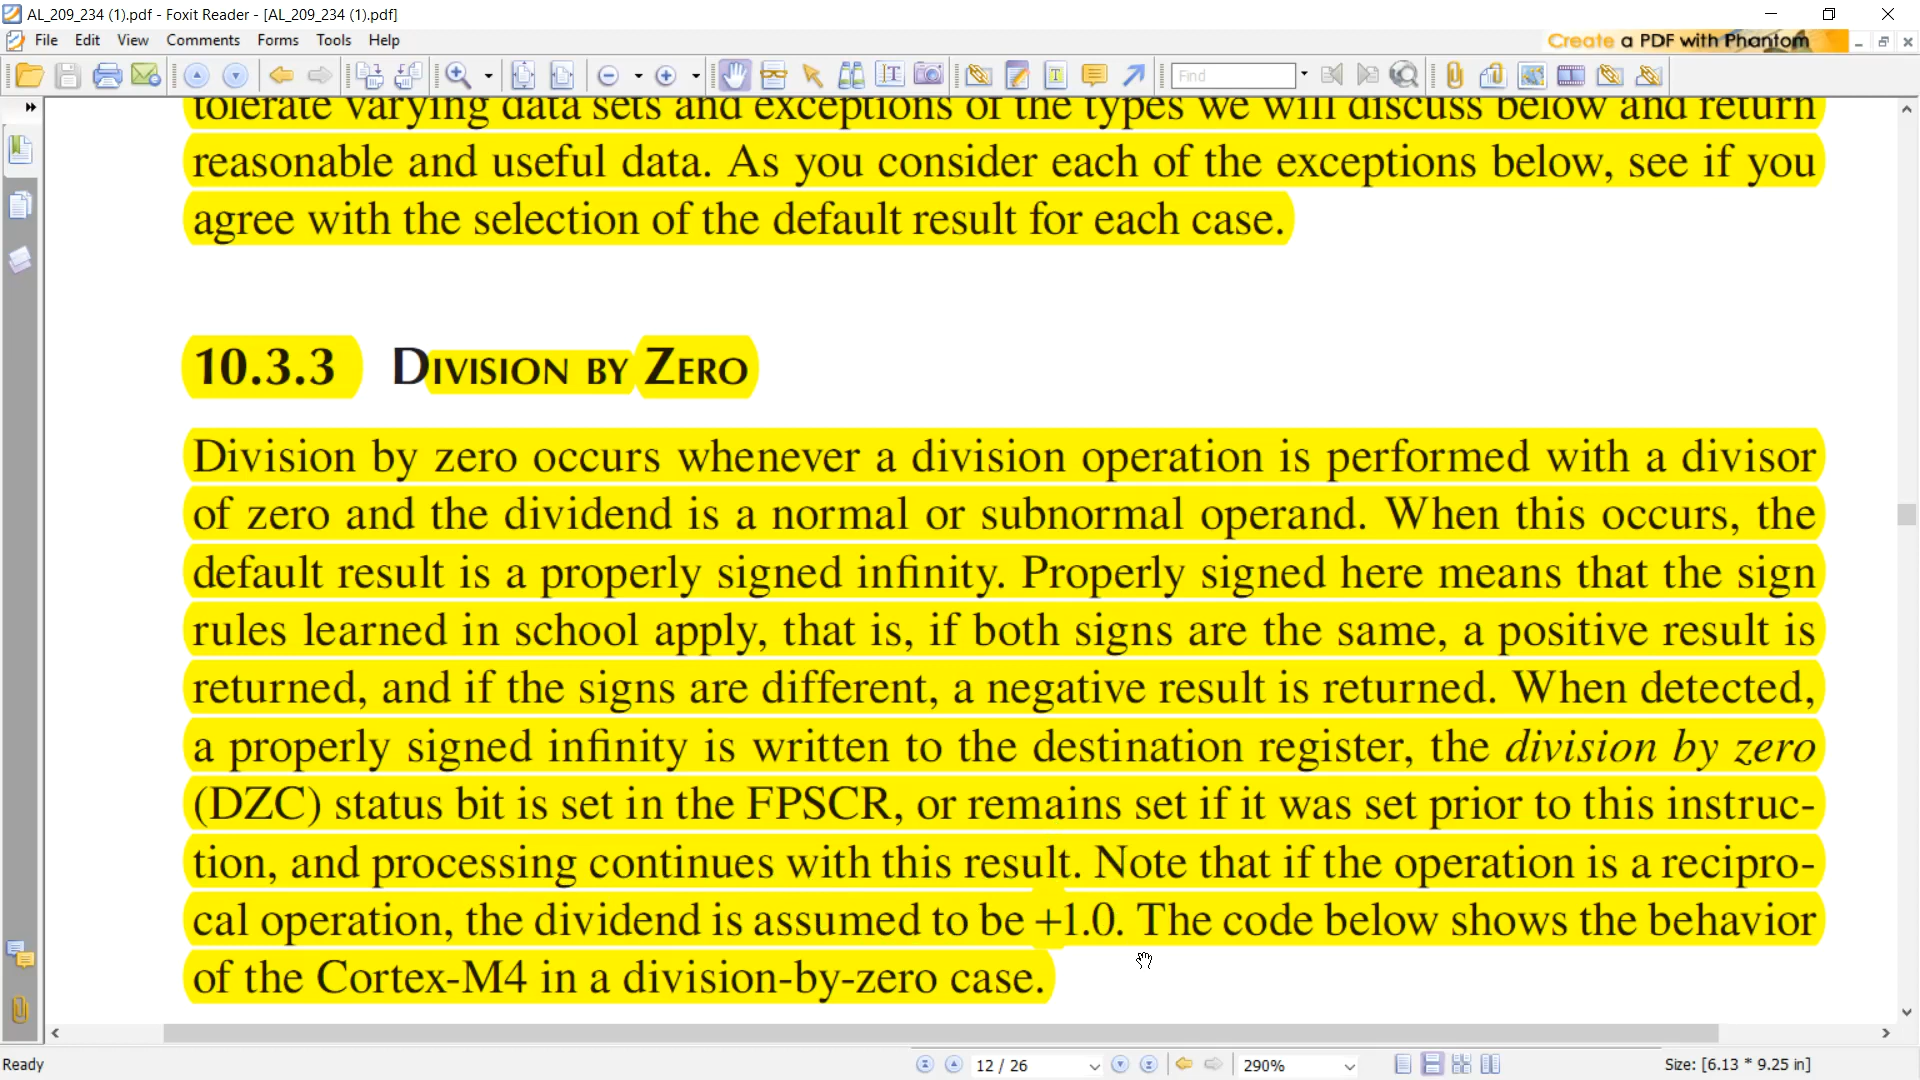 AL_209_234 (1).pdf - Foxit Reader - [AL_209_234 (1).pdf]
File Edit View Comments Forms Tools Help
Create a PDF with Phantom
Find
tolerate varying data sets and exceptions of the types we will discuss below and return
reasonable and useful data. As you consider each of the exceptions below, see if you
agree with the selection of the default result for each case.
10.3.3 Division by Zero
Division by zero occurs whenever a division operation is performed with a divisor
of zero and the dividend is a normal or subnormal operand. When this occurs, the
default result is a properly signed infinity. Properly signed here means that the sign
rules learned in school apply, that is, if both signs are the same, a positive result is
returned, and if the signs are different, a negative result is returned. When detected,
a properly signed infinity is written to the destination register, the division by zero
(DZC) status bit is set in the FPSCR, or remains set if it was set prior to this instruc-
tion, and processing continues with this result. Note that if the operation is a recipro-
cal operation, the dividend is assumed to be +1.0. The code below shows the behavior
of the Cortex-M4 in a division-by-zero case.
Ready
12 / 26
290%
Size: [6.13 * 9.25 in]